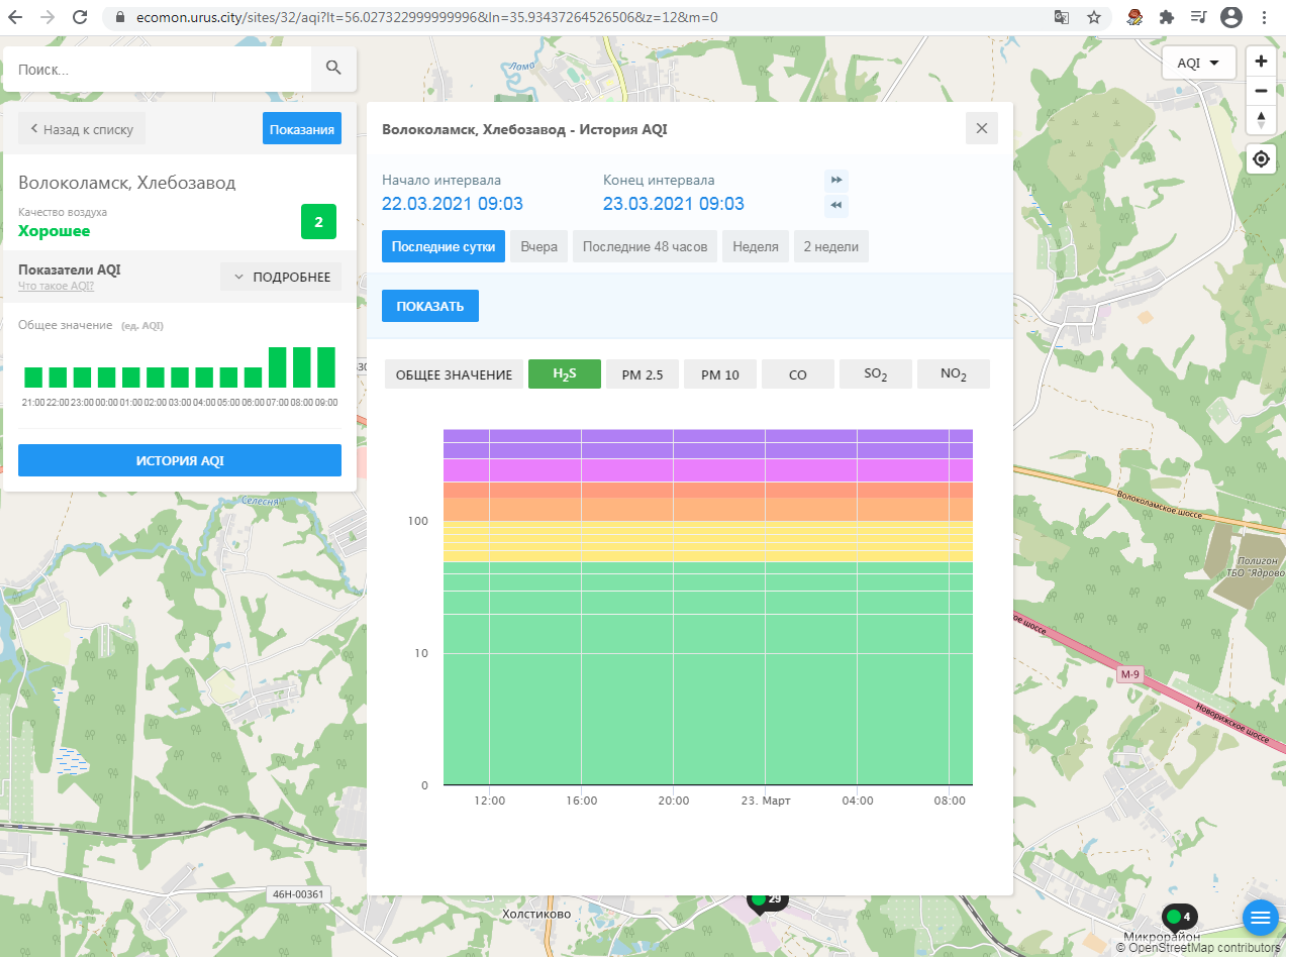 ecomon.urus.city/sites/32/aqi?lt=56.027322999999996&ln=35.93437264526506&z=12&m=0
Поиск...
AQI
Назад к списку
Показания
Волоколамск, Хлебозавод
Качество воздуха
Хорошее
2
Показатели AQI
Что такое AQI?
ПОДРОБНЕЕ
Общее значение (ед. AQI)
21:00 22:00 23:00 00:00 01:00 02:00 03:00 04:00 05:00 06:00 07:00 08:00 09:00
ИСТОРИЯ AQI
Волоколамск, Хлебозавод - История AQI
Начало интервала
Конец интервала
22.03.2021 09:03
23.03.2021 09:03
Последние сутки
Вчера
Последние 48 часов
Неделя
2 недели
ПОКАЗАТЬ
ОБЩЕЕ ЗНАЧЕНИЕ
H2S
PM 2.5
PM 10
CO
SO2
NO2
100
10
0
12:00
16:00
20:00
23. Март
04:00
08:00
Лама
Селесня
Волоколамское шоссе
Полигон
ТБО "Ядрово
М-9
Новорижское шоссе
46Н-00361
Холстиково
29
4
Микрорайон
© OpenStreetMap contributors